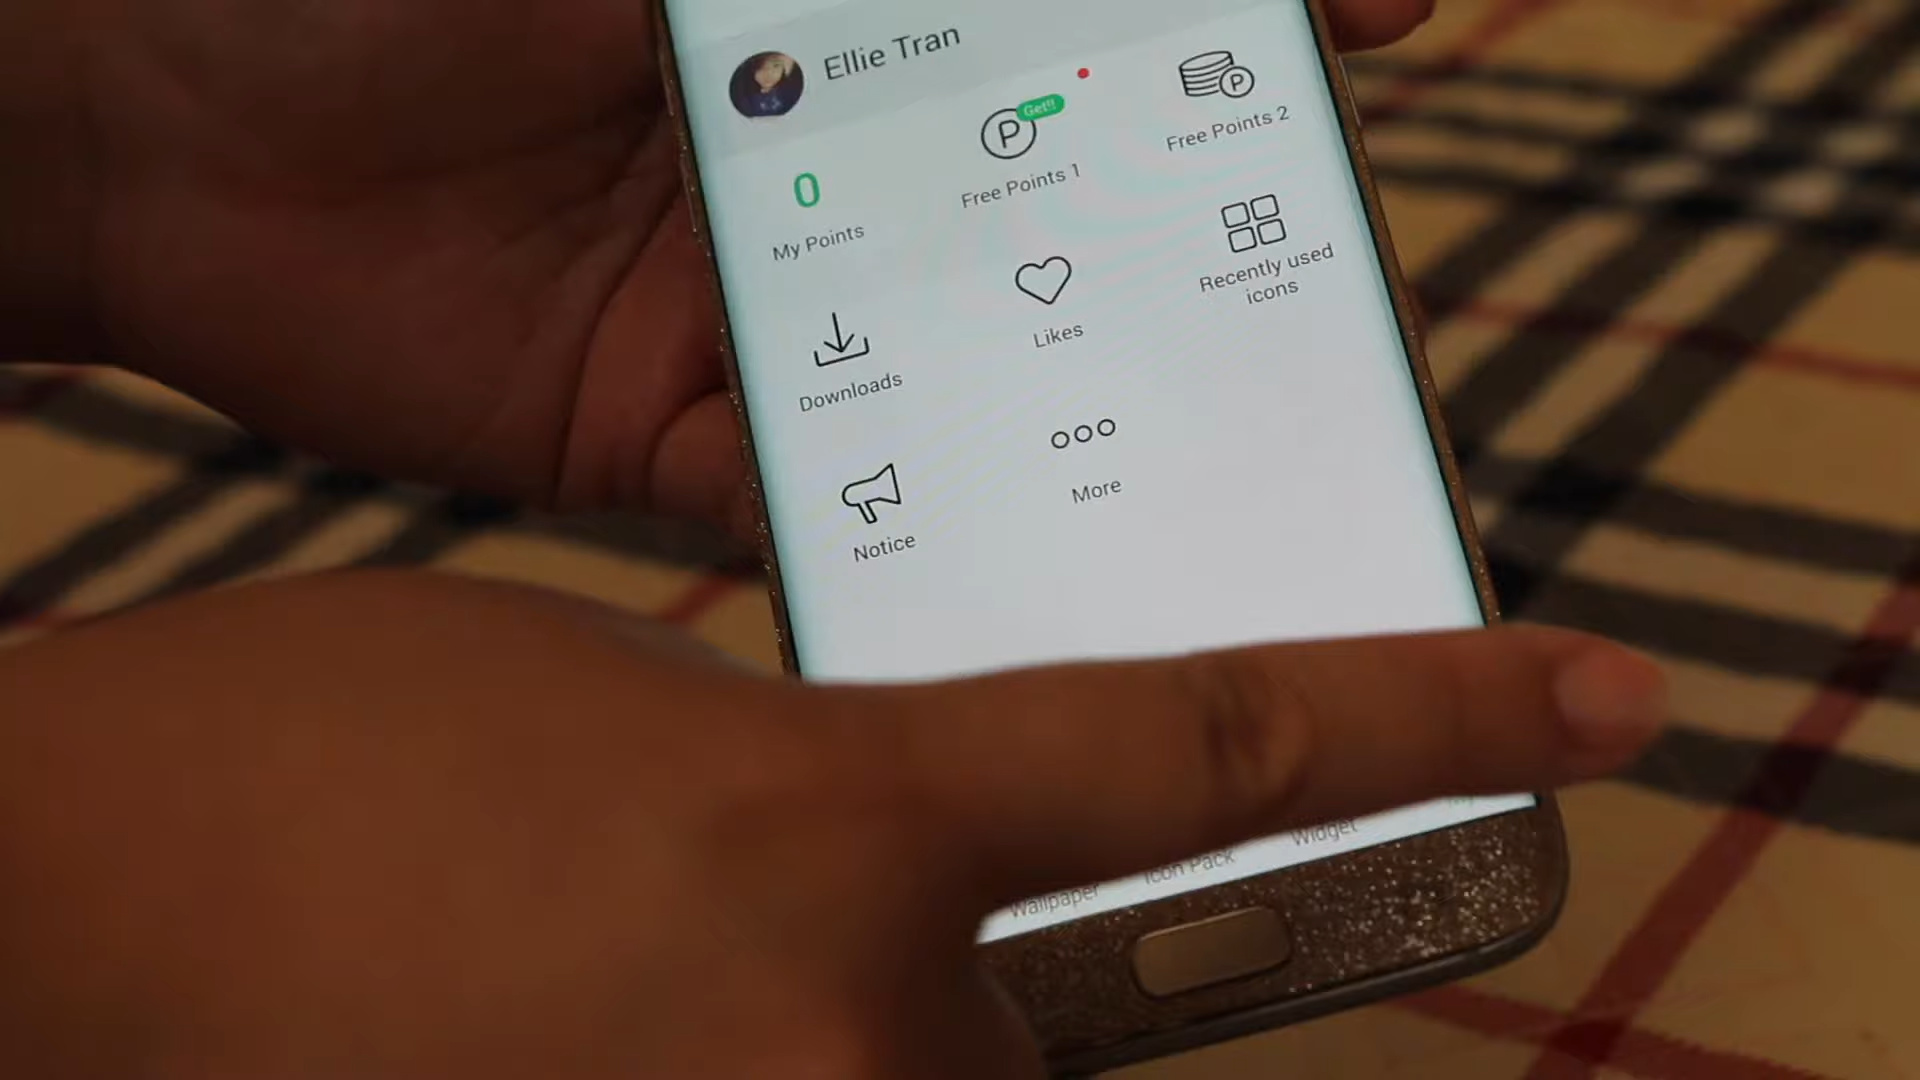 Ellie Tran
0
My Points
P
Get!!
Free Points 1
P
Free Points 2
Downloads
Likes
Recently used
icons
Notice
More
Wallpaper
Icon Pack
Widget